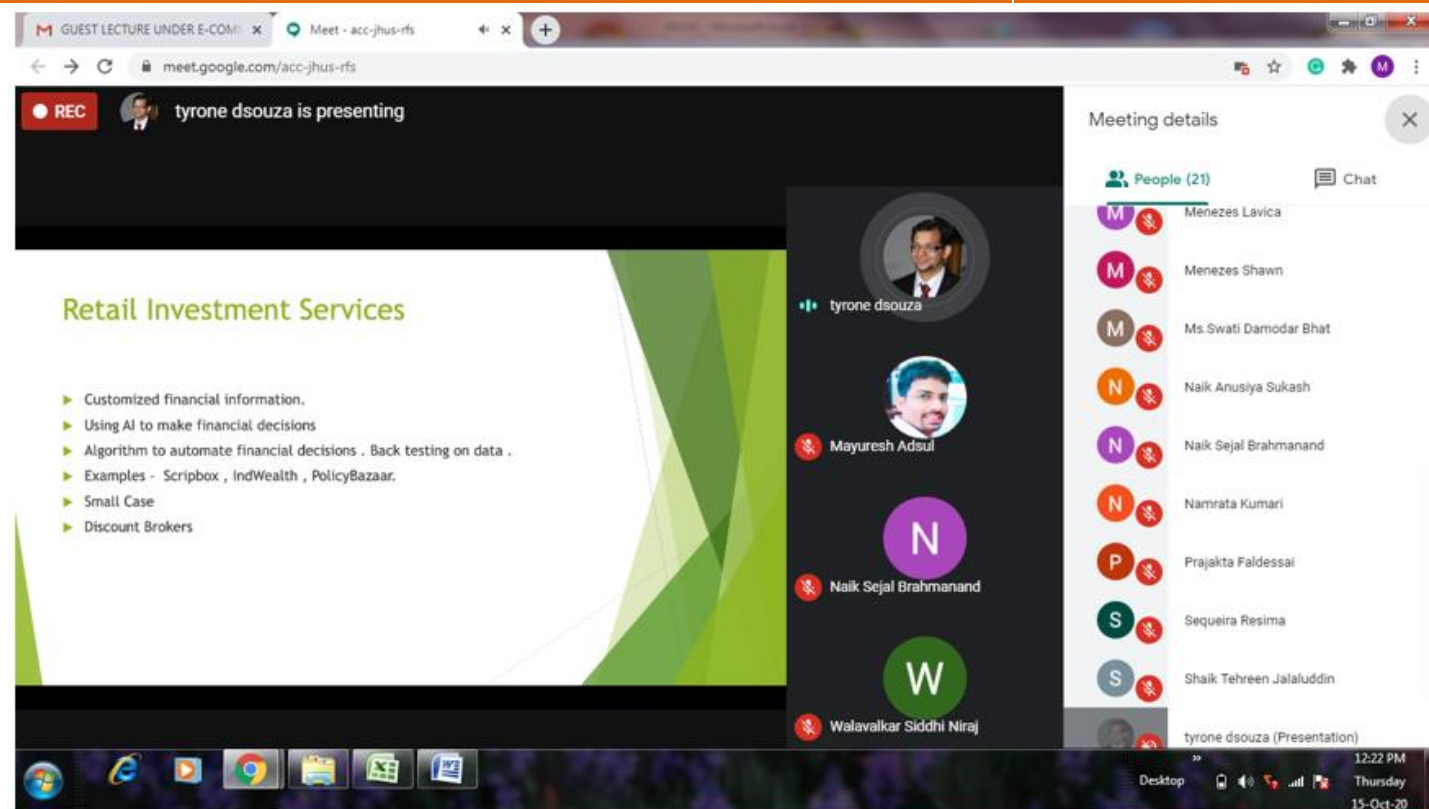 GUEST LECTURE UNDER E-COM
Meet - acc-jhus-rfs
meet.google.com/acc-jhus-rfs
M
REC
tyrone dsouza is presenting
Retail Investment Services
Customized financial information.
Using AI to make financial decisions
Algorithm to automate financial decisions . Back testing on data .
Examples - Scripbox , IndWealth , PolicyBazaar.
Small Case
Discount Brokers
tyrone dsouza
Mayuresh Adsul
N
Naik Sejal Brahmanand
W
Walavalkar Siddhi Niraj
Meeting details
People (21)
Chat
M Menezes Lavica
M Menezes Shawn
M Ms.Swati Damodar Bhat
N Naik Anusiya Sukash
N Naik Sejal Brahmanand
N Namrata Kumari
P Prajakta Faldessai
S Sequeira Resima
S Shaik Tehreen Jalaluddin
tyrone dsouza (Presentation)
Desktop
12:22 PM
Thursday
15-Oct-20